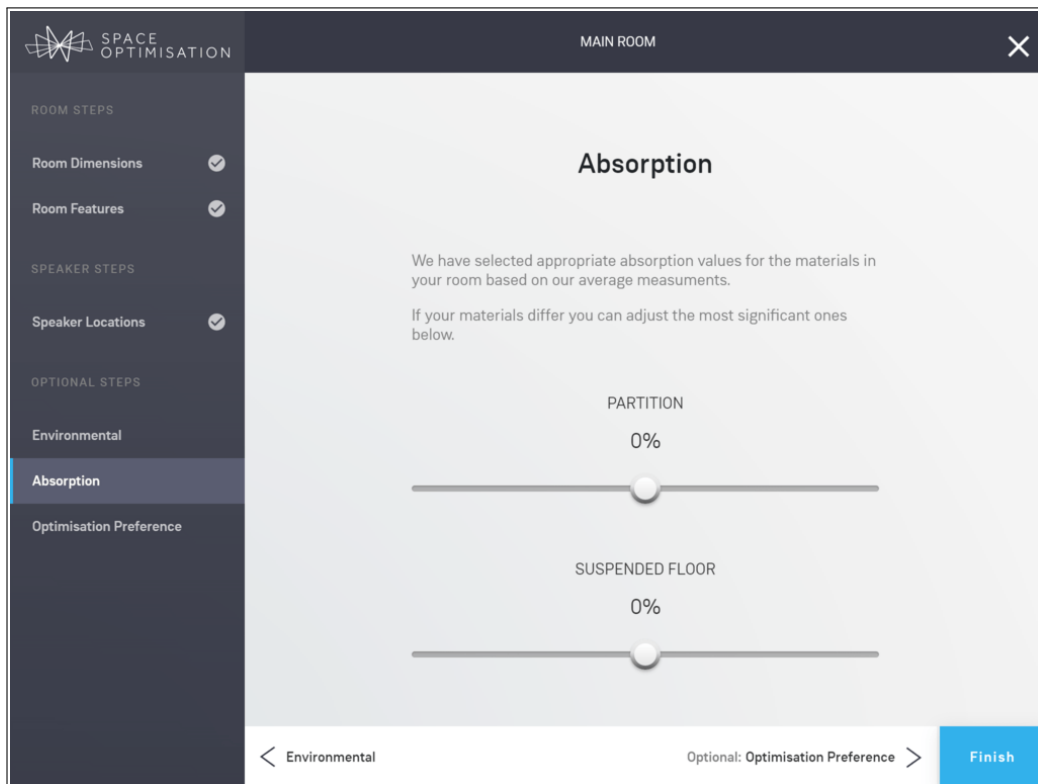 SPACE
OPTIMISATION
MAIN ROOM
ROOM STEPS
Room Dimensions
Room Features
SPEAKER STEPS
Speaker Locations
OPTIONAL STEPS
Environmental
Absorption
Optimisation Preference
Absorption
We have selected appropriate absorption values for the materials in
your room based on our average measuments.
If your materials differ you can adjust the most significant ones
below.
PARTITION
0%
SUSPENDED FLOOR
0%
Environmental
Optional: Optimisation Preference
Finish